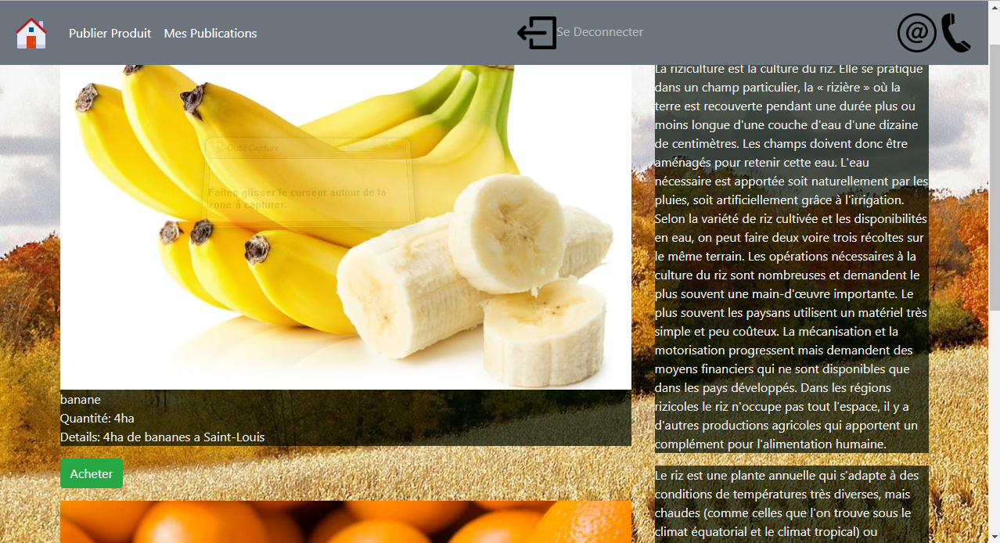 Publier Produit Mes Publications Se Deconnecter
Outil Capture
Faites glisser le curseur autour de la
zone à capturer.
banane
Quantité: 4ha
Details: 4ha de bananes a Saint-Louis
Acheter
La riziculture est la culture du riz. Elle se pratique
dans un champ particulier, la « rizière » où la
terre est recouverte pendant une durée plus ou
moins longue d'une couche d'eau d'une dizaine
de centimètres. Les champs doivent donc être
aménagés pour retenir cette eau. L'eau
nécessaire est apportée soit naturellement par les
pluies, soit artificiellement grâce à l'irrigation.
Selon la variété de riz cultivée et les disponibilités
en eau, on peut faire deux voire trois récoltes sur
le même terrain. Les opérations nécessaires à la
culture du riz sont nombreuses et demandent le
plus souvent une main-d'œuvre importante. Le
plus souvent les paysans utilisent un matériel très
simple et peu coûteux. La mécanisation et la
motorisation progressent mais demandent des
moyens financiers qui ne sont disponibles que
dans les pays développés. Dans les régions
rizicoles le riz n'occupe pas tout l'espace, il y a
d'autres productions agricoles qui apportent un
complément pour l'alimentation humaine.
Le riz est une plante annuelle qui s'adapte à des
conditions de températures très diverses, mais
chaudes (comme celles que l'on trouve sous le
climat équatorial et le climat tropical) ou